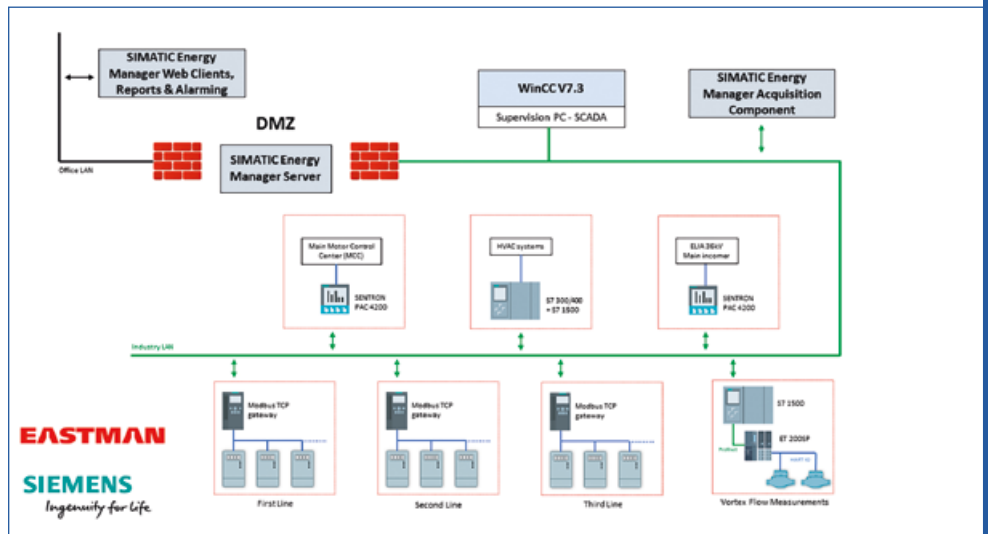 SIMATIC Energy
Manager Web Clients,
Reports & Alarming
WinCC V7.3
Supervision PC - SCADA
SIMATIC Energy
Manager Acquisition
Component
DMZ
SIMATIC Energy
Manager Server
Office LAN
Main Motor Control
Center (MCC)
SENTRON
PAC 4200
HVAC systems
S7 300/400
+ S7 1500
ELIA 36kV
Main incomer
SENTRON
PAC 4200
Industry LAN
Modbus TCP
gateway
First Line
Modbus TCP
gateway
Second Line
Modbus TCP
gateway
Third Line
S7 1500
ET 200SP
Profinet
Vortex Flow Measurements
EASTMAN
SIEMENS
Ingenuity for life